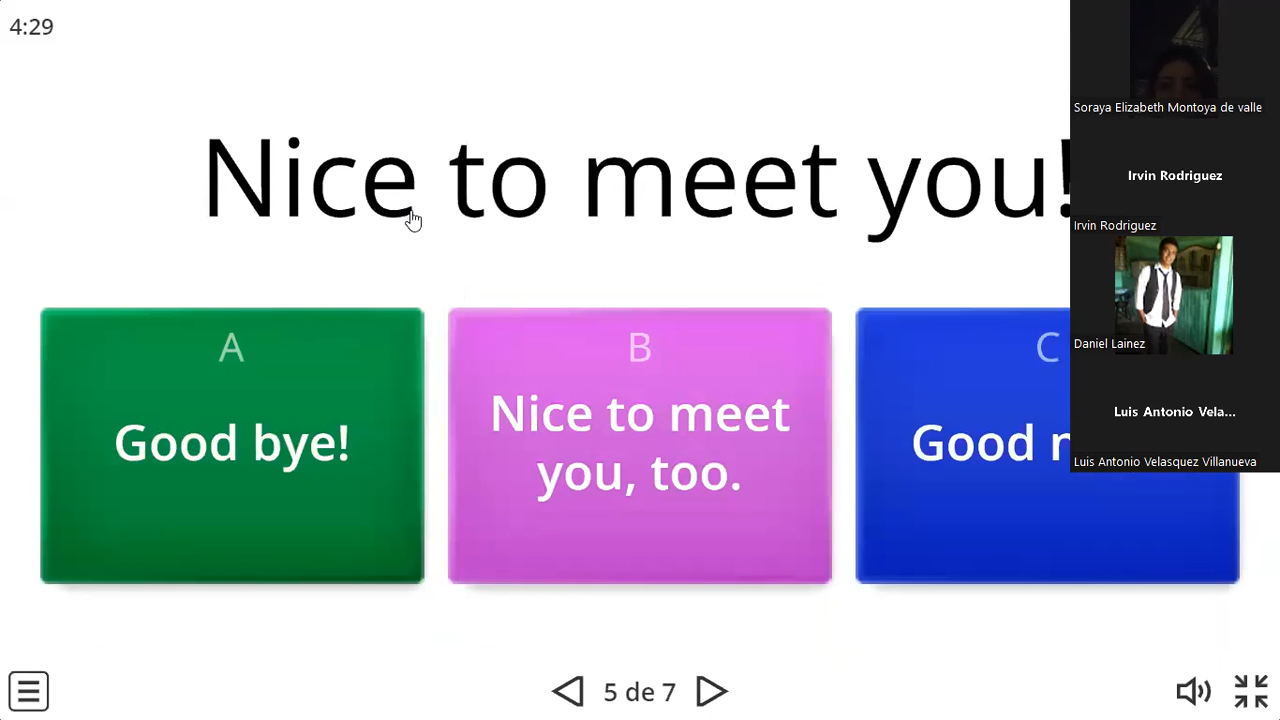 4:29
Nice to meet you!
A
Good bye!
B
Nice to meet
you, too.
C
Good
5 de 7
Soraya Elizabeth Montoya de valle
Irvin Rodriguez
Irvin Rodriguez
Daniel Lainez
Luis Antonio Vela...
Luis Antonio Velasquez Villanueva